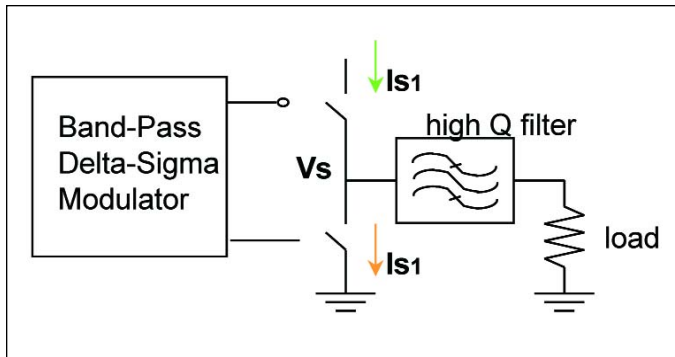 Is1
high Q filter
Band-Pass
Delta-Sigma
Modulator
Vs
Is1
load